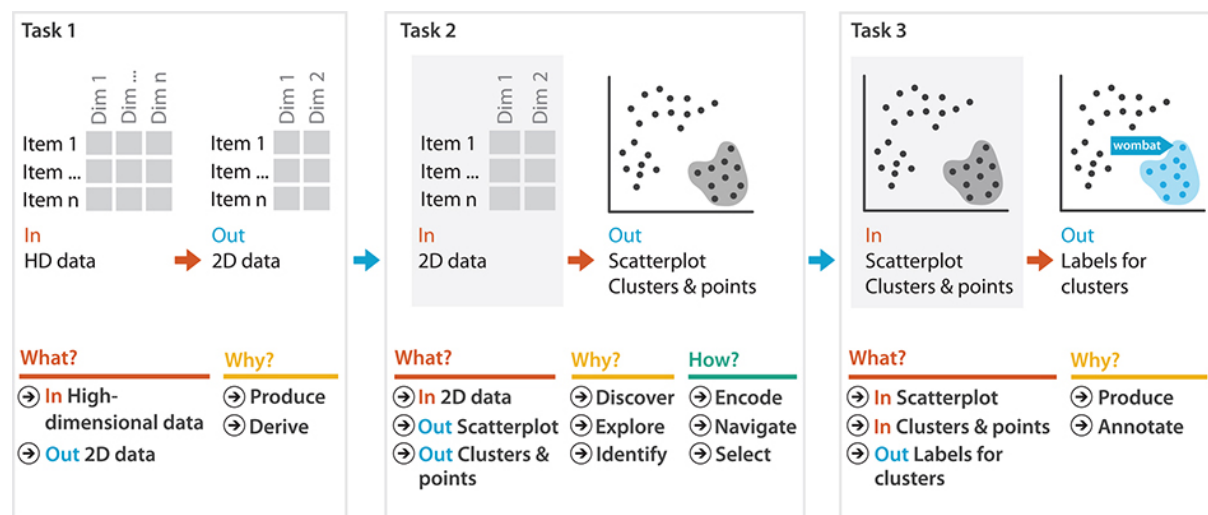 Task 1
Dim 1
Dim ...
Dim n
Dim 1
Dim 2
Item 1
Item ...
Item n
Item 1
Item ...
Item n
In
HD data
Out
2D data
What?
In High-
dimensional data
Out 2D data
Why?
Produce
Derive
Task 2
Dim 1
Dim 2
Item 1
Item ...
Item n
In
2D data
Out
Scatterplot
Clusters & points
What?
In 2D data
Out Scatterplot
Out Clusters &
points
Why?
Discover
Explore
Identify
How?
Encode
Navigate
Select
Task 3
wombat
In
Scatterplot
Clusters & points
Out
Labels for
clusters
What?
In Scatterplot
In Clusters & points
Out Labels for
clusters
Why?
Produce
Annotate